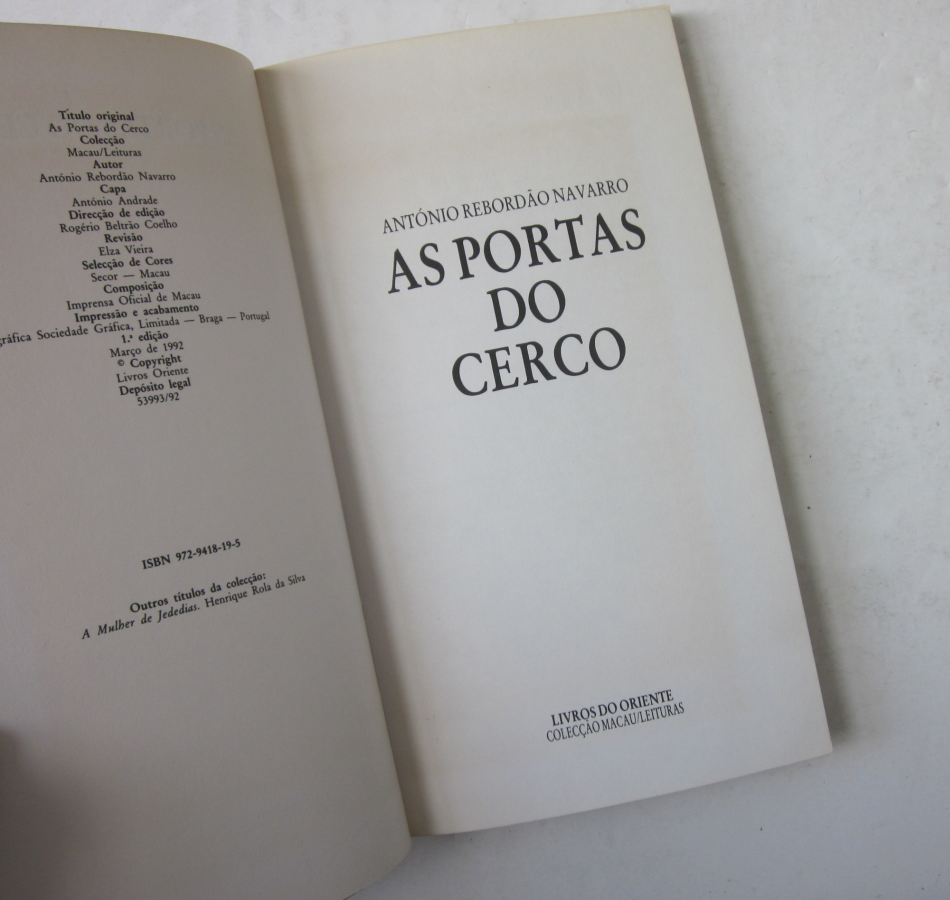 Título original
As Portas do Cerco
Colecção
Macau/Leituras
Autor
António Rebordão Navarro
Capa
António Andrade
Direcção de edição
Rogério Beltrão Coelho
Revisão
Elza Vieira
Selecção de Cores
Secor — Macau
Composição
Imprensa Oficial de Macau
Impressão e acabamento
Sociedade Gráfica, Limitada — Braga — Portugal
1.ª edição
Março de 1992
© Copyright
Livros Oriente
Depósito legal
53993/92
ISBN 972-9418-19-5
Outros títulos da colecção:
A Mulher de Jededias. Henrique Rola da Silva
ANTÓNIO REBORDÃO NAVARRO
AS PORTAS
DO
CERCO
LIVROS DO ORIENTE
COLECÇÃO MACAU/LEITURAS